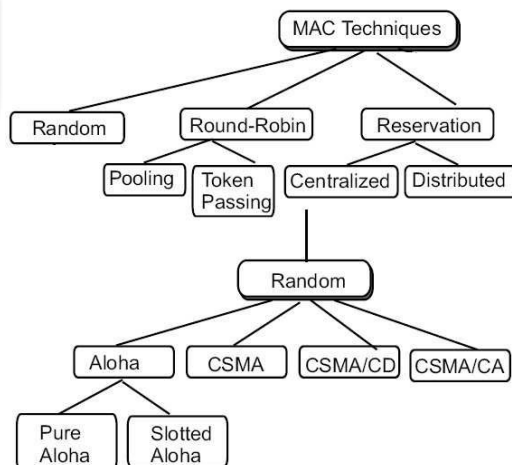 MAC Techniques
Random
Round-Robin
Reservation
Pooling
Token
Passing
Centralized
Distributed
Random
Aloha
CSMA
CSMA/CD
CSMA/CA
Pure
Aloha
Slotted
Aloha